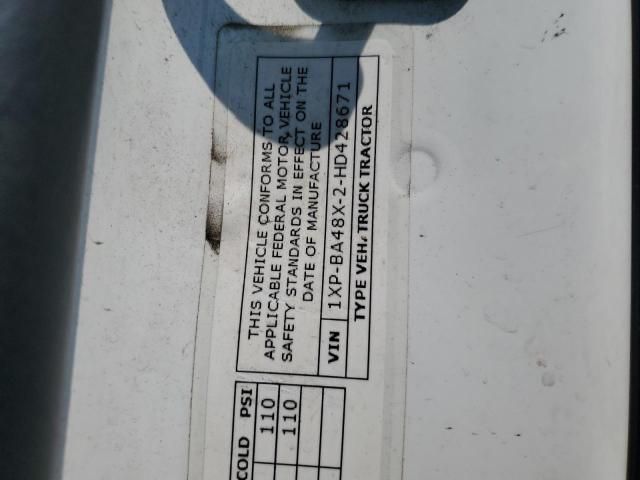 THIS VEHICLE CONFORMS TO ALL
APPLICABLE FEDERAL MOTOR VEHICLE
SAFETY STANDARDS IN EFFECT ON THE
DATE OF MANUFACTURE
VIN 1XP-BA48X-2-HD428671
TYPE VEH. TRUCK TRACTOR
COLD PSI
110
110